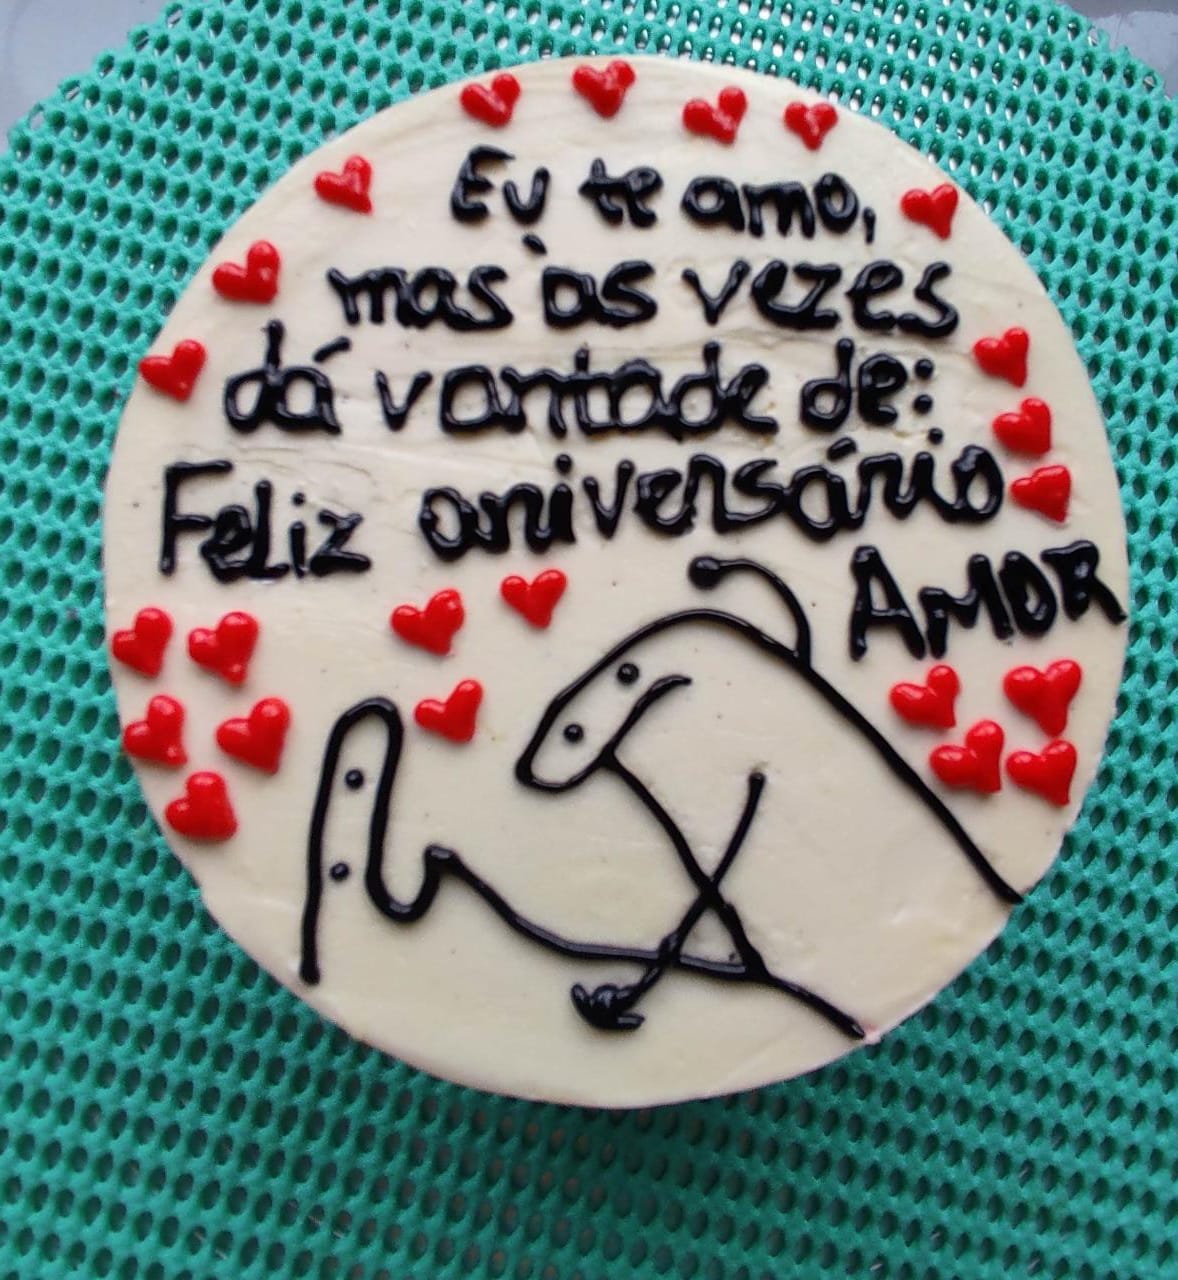 Eu te amo,
mas às vezes
dá vontade de:
Feliz aniversário
AMOR